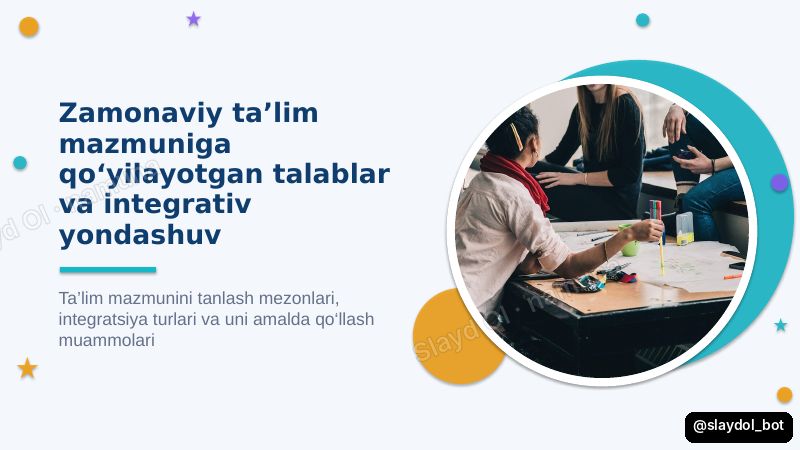 Zamonaviy ta’lim
mazmuniga
qo‘yilayotgan talablar
va integrativ
yondashuv
Ta’lim mazmunini tanlash mezonlari,
integratsiya turlari va uni amalda qo‘llash
muammolari
@slaydol_bot